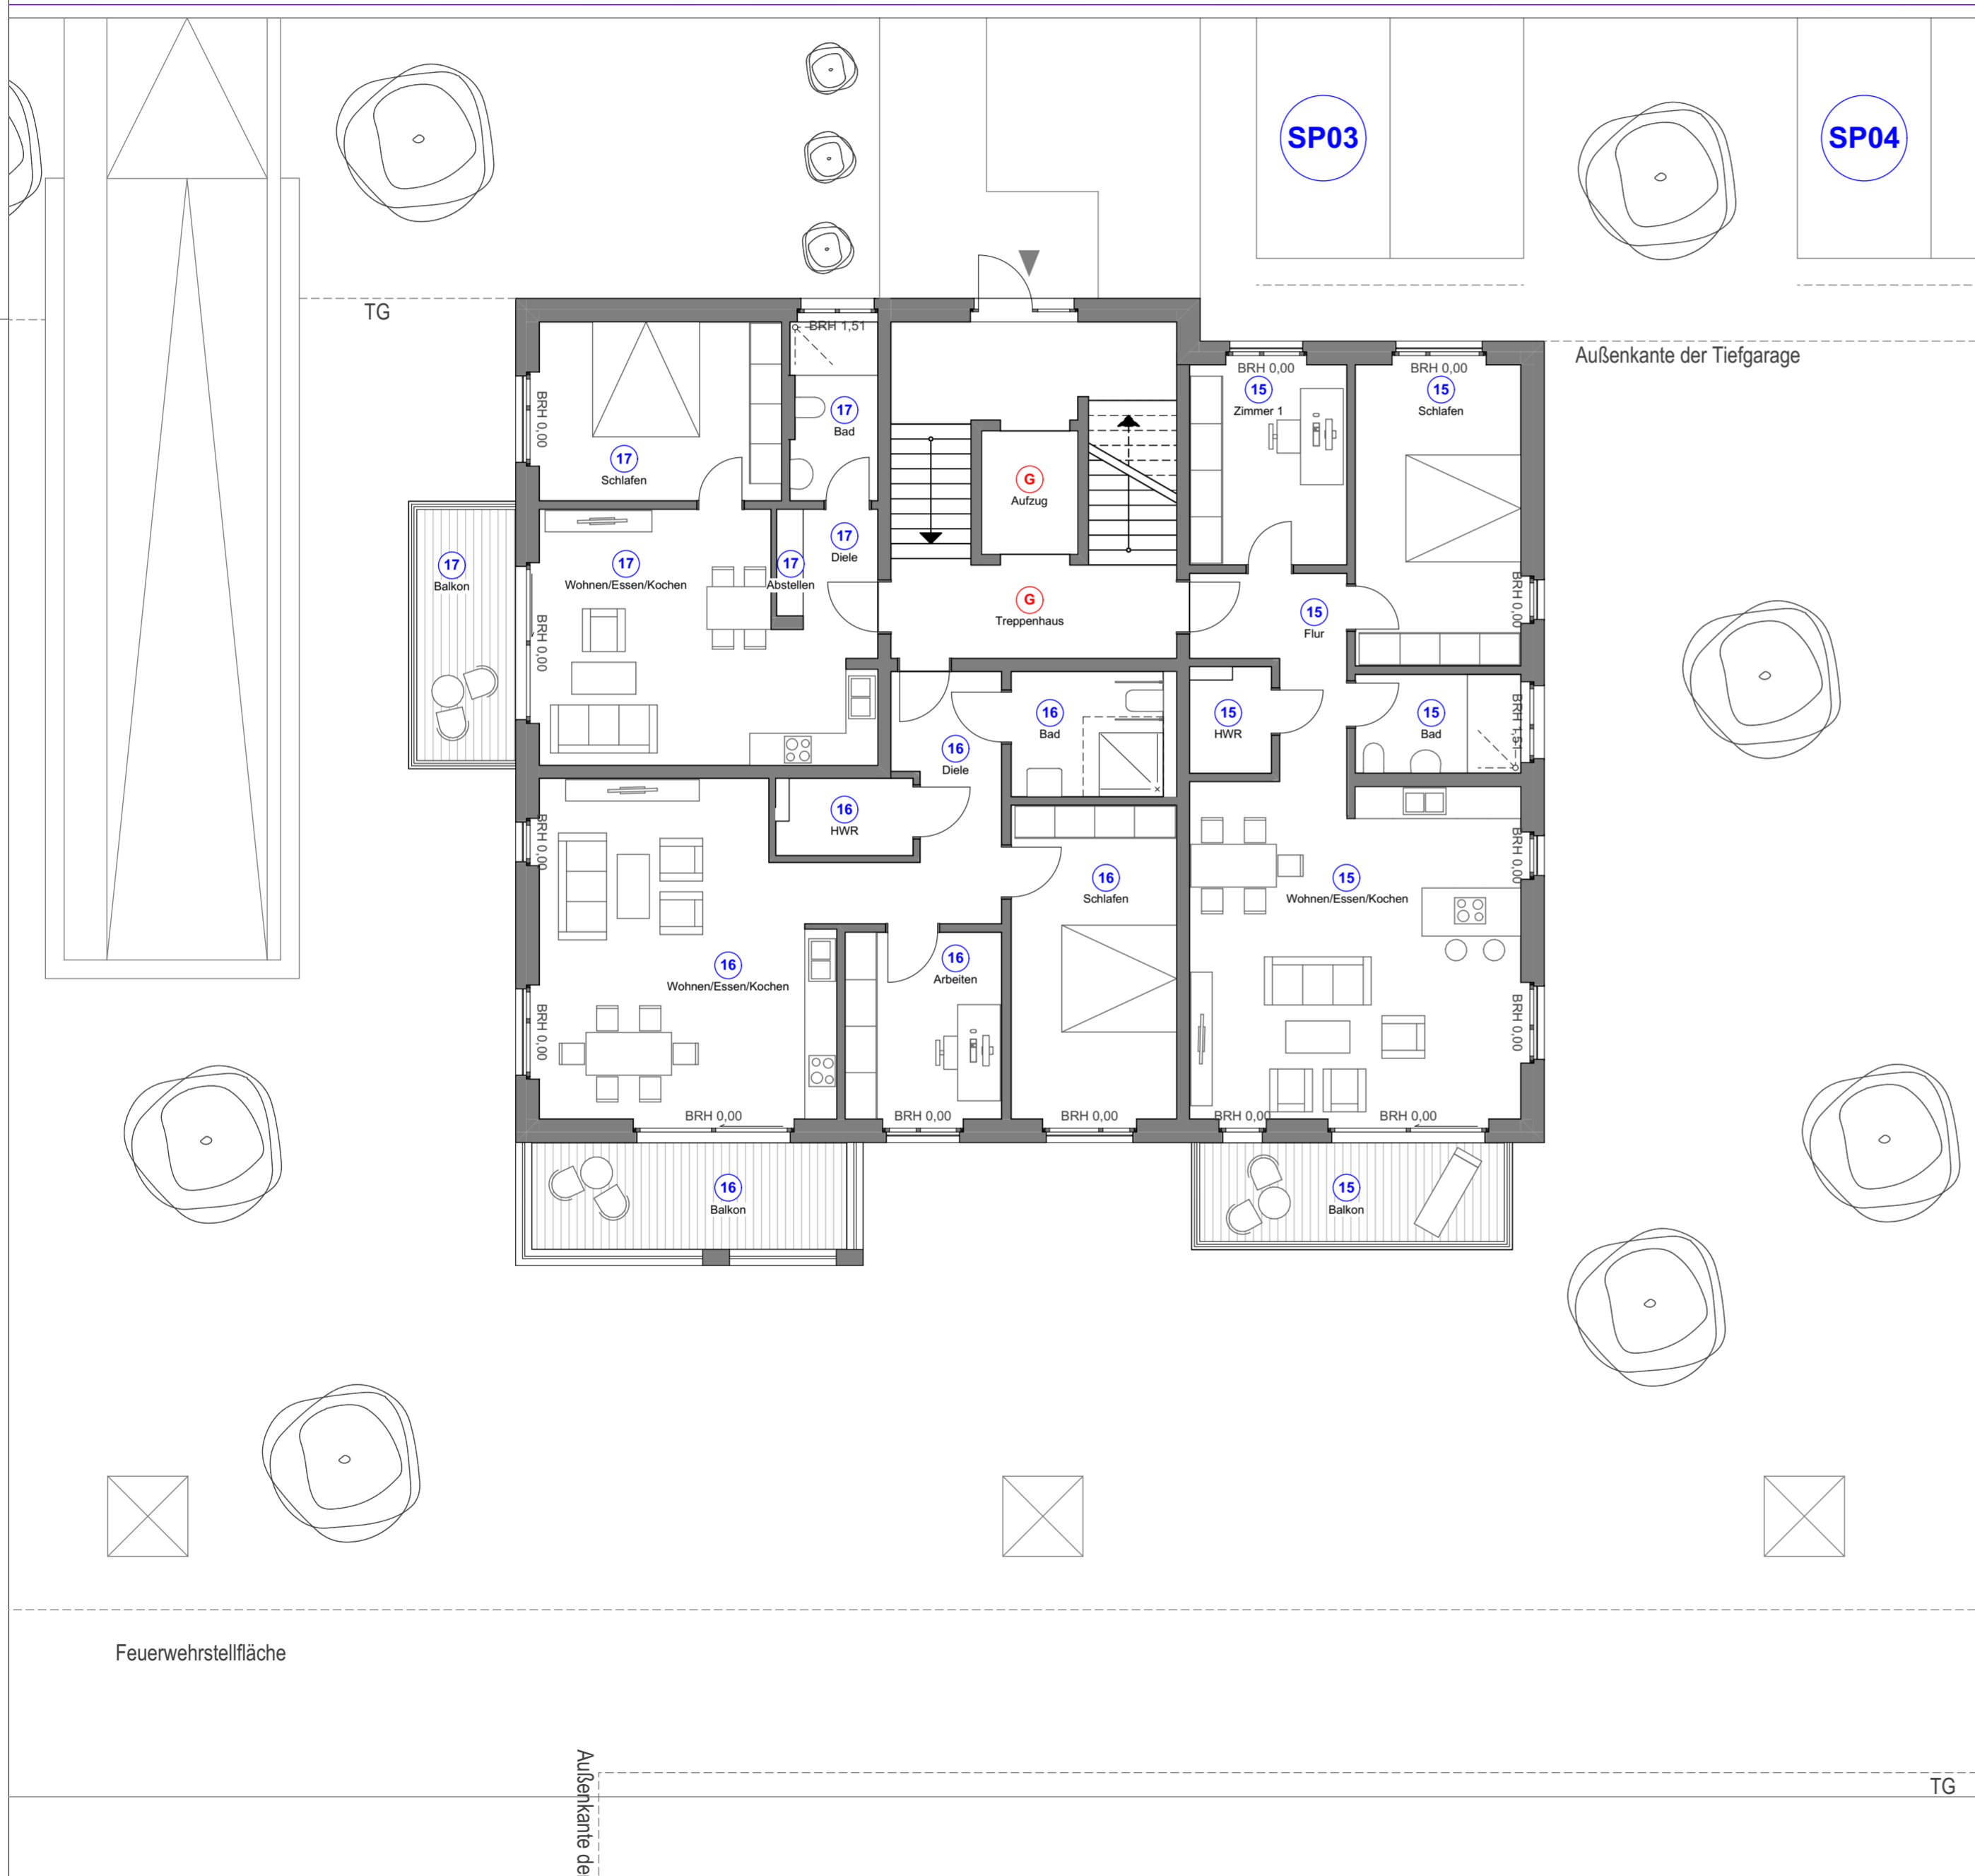 SP03
SP04
TG
Außenkante der Tiefgarage
BRH 1,51
BRH 0,00
BRH 0,00
BRH 0,00
15
Zimmer 1
15
Schlafen
17
Bad
17
Schlafen
G
Aufzug
17
Diele
17
Balkon
17
Wohnen/Essen/Kochen
17
Abstellen
G
Treppenhaus
15
Flur
BRH 0,00
BRH 0,00
16
Bad
15
HWR
15
Bad
BRH 1,51
16
Diele
16
HWR
BRH 0,00
BRH 0,00
16
Schlafen
15
Wohnen/Essen/Kochen
16
Wohnen/Essen/Kochen
16
Arbeiten
BRH 0,00
BRH 0,00
BRH 0,00
BRH 0,00
BRH 0,00
BRH 0,00
BRH 0,00
16
Balkon
15
Balkon
Feuerwehrstellfläche
Außenkante de
TG